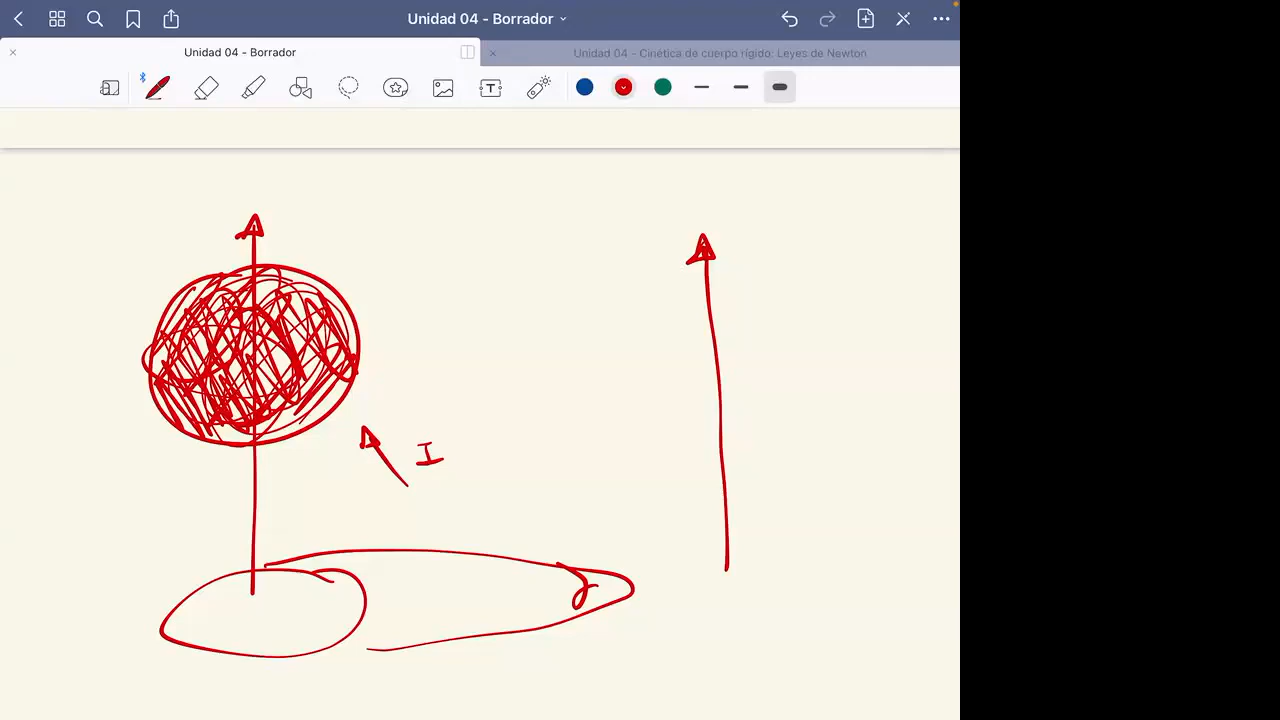 Unidad 04 - Borrador
Unidad 04 - Borrador
Unidad 04 - Cinética de cuerpo rígido: Leyes de Newton
T
I